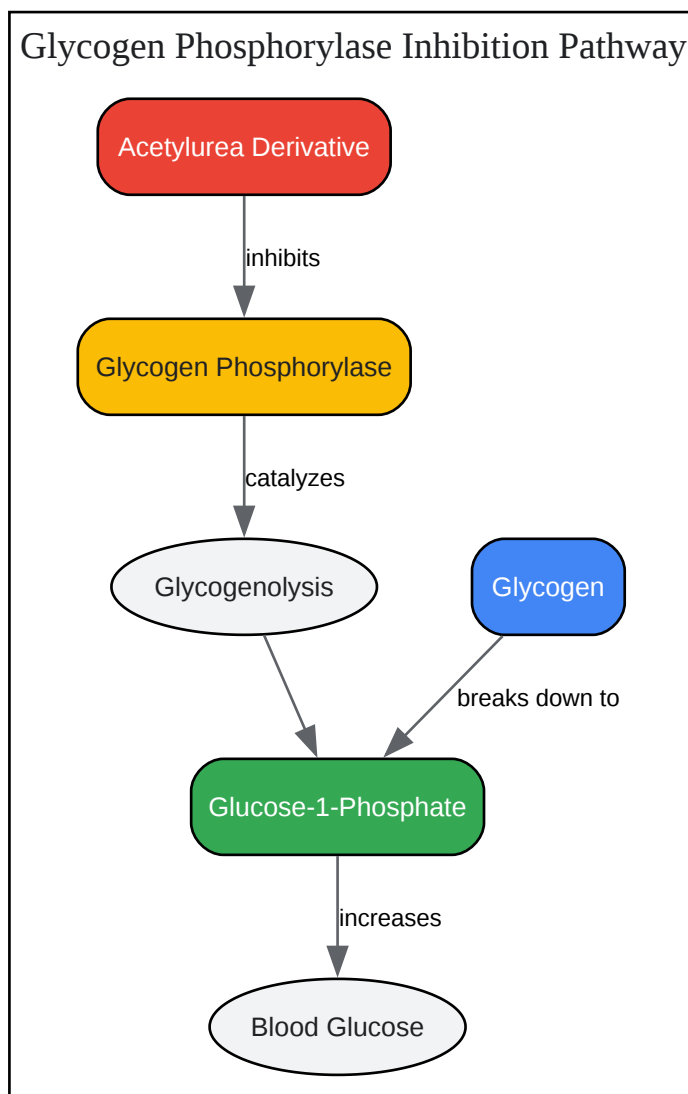 Glycogen Phosphorylase Inhibition Pathway
Acetylurea Derivative
inhibits
Glycogen Phosphorylase
catalyzes
Glycogenolysis
Glycogen
breaks down to
Glucose-1-Phosphate
increases
Blood Glucose